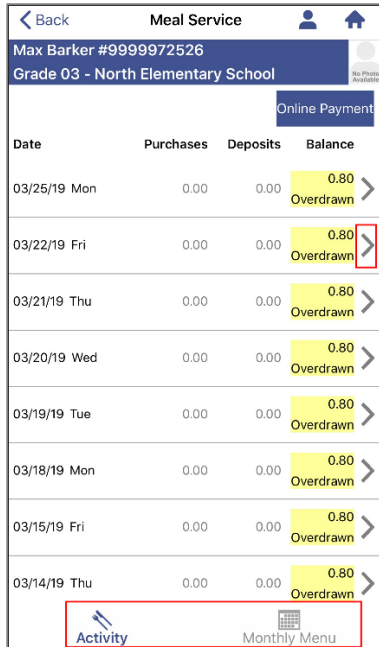 Back Meal Service
Max Barker #9999972526
Grade 03 - North Elementary School
No Photo
Available
Online Payment
Date Purchases Deposits Balance
03/25/19 Mon 0.00 0.00 0.80
Overdrawn
03/22/19 Fri 0.00 0.00 0.80
Overdrawn
03/21/19 Thu 0.00 0.00 0.80
Overdrawn
03/20/19 Wed 0.00 0.00 0.80
Overdrawn
03/19/19 Tue 0.00 0.00 0.80
Overdrawn
03/18/19 Mon 0.00 0.00 0.80
Overdrawn
03/15/19 Fri 0.00 0.00 0.80
Overdrawn
03/14/19 Thu 0.00 0.00 0.80
Overdrawn
Activity Monthly Menu